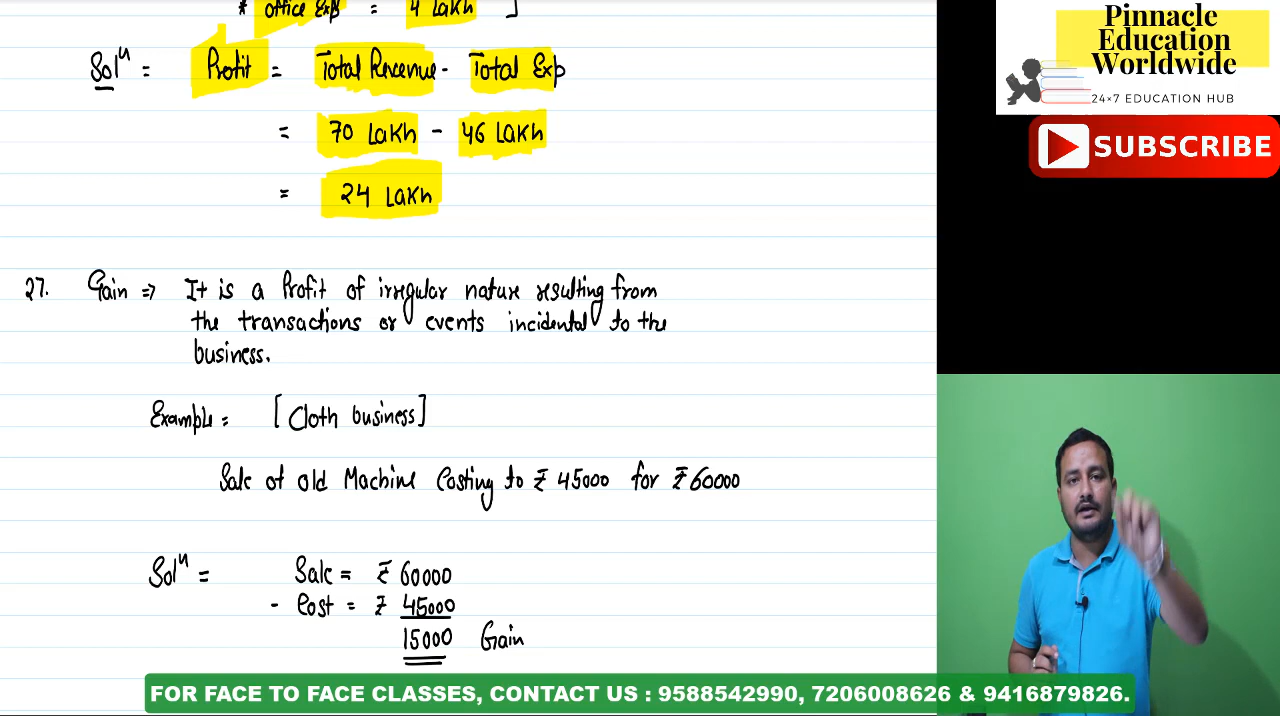 * office Exp = 4 Lakh ]
Solⁿ = Profit = Total Revenue - Total Exp
= 70 Lakh - 46 Lakh
= 24 Lakh
27. Gain => It is a Profit of irregular nature resulting from
the transactions or events incidental to the
business.
Example = [Cloth business]
Sale of old Machine Costing to ₹ 45000 for ₹ 60000
Solⁿ = Sale = ₹ 60000
- Cost = ₹ 45000
15000 Gain
Pinnacle
Education
Worldwide
24×7 EDUCATION HUB
SUBSCRIBE
FOR FACE TO FACE CLASSES, CONTACT US : 9588542990, 7206008626 & 9416879826.